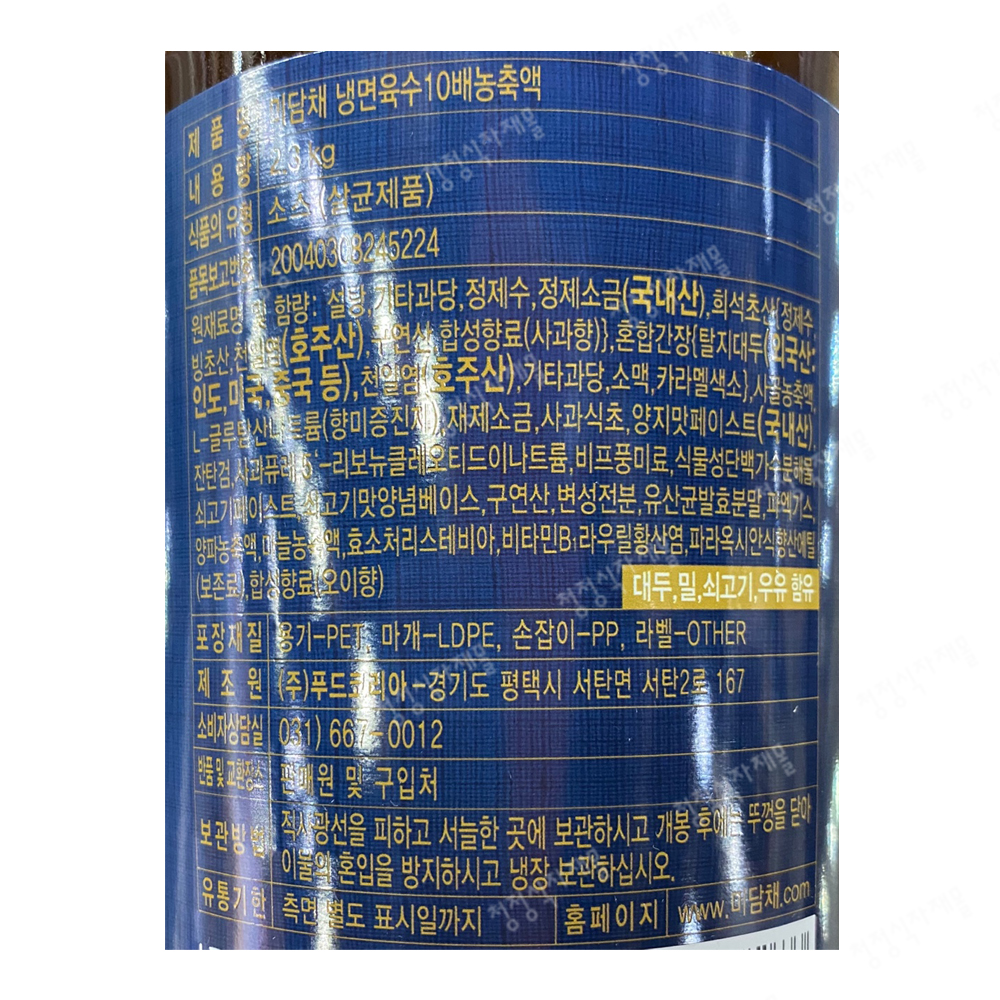 제품명 미담채 냉면육수10배농축액
내용량 2.3kg
식품의 유형 소스(살균제품)
품목보고번호 20040308245224
원재료명 및 함량: 설탕,기타과당,정제수,정제소금(국내산),희석초산{정제수,
빙초산,천일염(호주산),구연산,합성향료(사과향)},혼합간장{탈지대두(외국산:
인도,미국,중국 등),천일염(호주산),기타과당,소맥,카라멜색소},사골농축액,
L-글루탐산나트륨(향미증진제),재제소금,사과식초,양지맛페이스트(국내산),
잔탄검,사과퓨레,5'-리보뉴클레오티드이나트륨,비프풍미료,식물성단백가수분해물,
쇠고기페이스트,쇠고기맛양념베이스,구연산,변성전분,유산균발효분말,파엑기스,
양파농축액,마늘농축액,효소처리스테비아,비타민B₁라우릴황산염,파라옥시안식향산에틸
(보존료),합성향료(오이향)
대두,밀,쇠고기,우유 함유
포장재질 용기-PET, 마개-LDPE, 손잡이-PP, 라벨-OTHER
제조원 (주)푸드코리아-경기도 평택시 서탄면 서탄2로 167
소비자상담실 031) 667-0012
반품 및 교환장소 판매원 및 구입처
보관방법 직사광선을 피하고 서늘한 곳에 보관하시고 개봉 후에는 뚜껑을 닫아
이물의 혼입을 방지하시고 냉장 보관하십시오.
유통기한 측면 별도 표시일까지 홈페이지 www.미담채.com